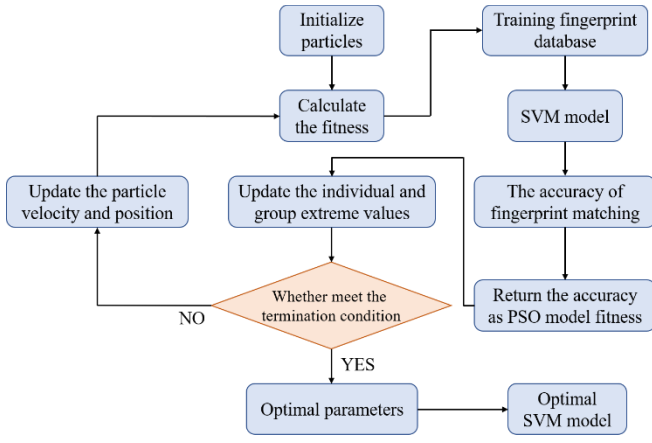 Initialize
particles
Training fingerprint
database
Calculate
the fitness
SVM model
Update the particle
velocity and position
Update the individual and
group extreme values
The accuracy of
fingerprint matching
Whether meet the
termination condition
NO
Return the accuracy
as PSO model fitness
YES
Optimal parameters
Optimal
SVM model